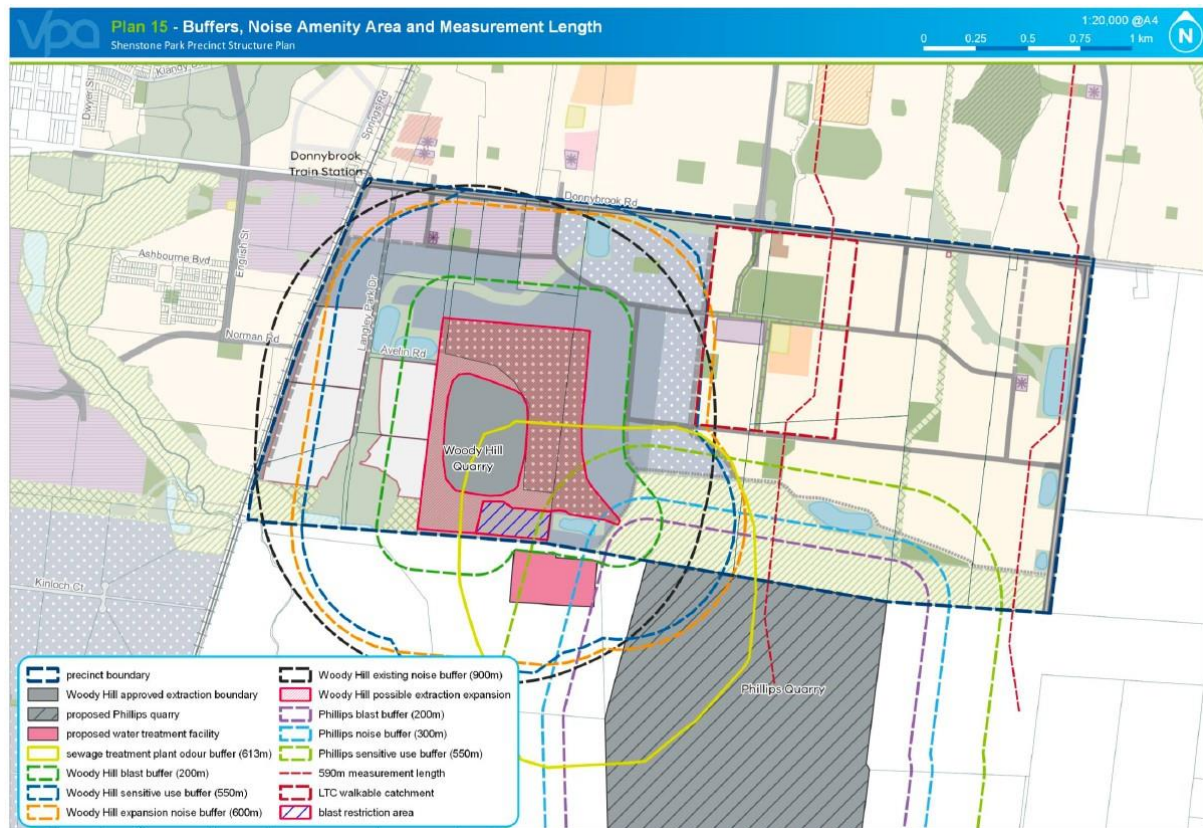 vpa
Plan 15 - Buffers, Noise Amenity Area and Measurement Length
Shenstone Park Precinct Structure Plan
1:20,000 @A4
0 0.25 0.5 0.75 1 km
N
Kiandy
Dwyer St
Springs Rd
Donnybrook
Train Station
Donnybrook Rd
English St
Ashbourne Bvd
Langley Park Dr
Norman Rd
Avelin Rd
Woody Hill
Quarry
Kinloch Ct
Phillips Quarry
precinct boundary
Woody Hill approved extraction boundary
proposed Phillips quarry
proposed water treatment facility
sewage treatment plant odour buffer (613m)
Woody Hill blast buffer (200m)
Woody Hill sensitive use buffer (550m)
Woody Hill expansion noise buffer (600m)
Woody Hill existing noise buffer (900m)
Woody Hill possible extraction expansion
Phillips blast buffer (200m)
Phillips noise buffer (300m)
Phillips sensitive use buffer (550m)
590m measurement length
LTC walkable catchment
blast restriction area